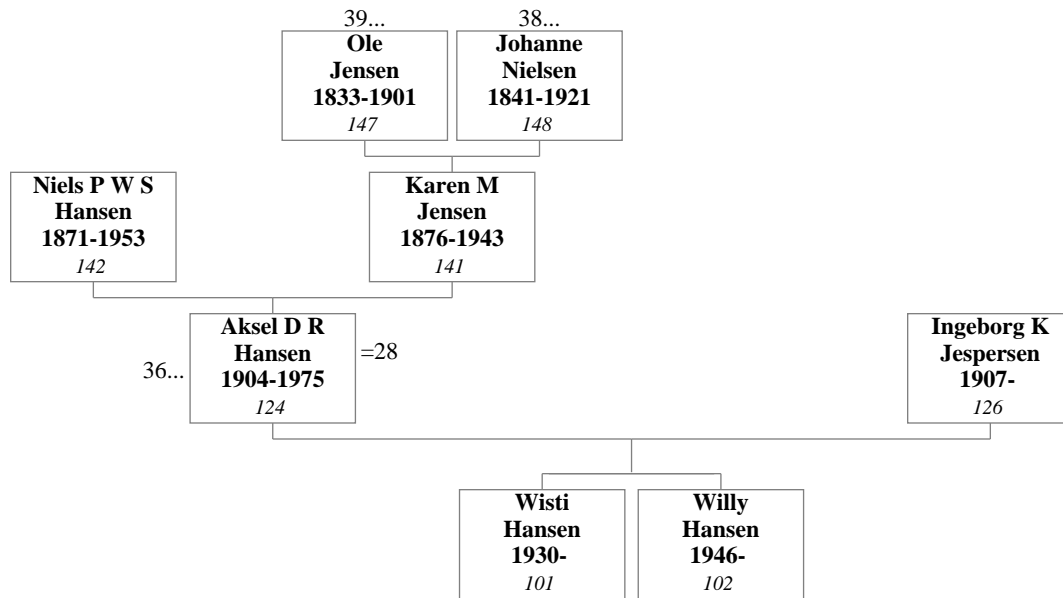 39...
Ole
Jensen
1833-1901
147
38...
Johanne
Nielsen
1841-1921
148
Niels P W S
Hansen
1871-1953
142
Karen M
Jensen
1876-1943
141
36...
Aksel D R
Hansen
1904-1975
124
=28
Ingeborg K
Jespersen
1907-
126
Wisti
Hansen
1930-
101
Willy
Hansen
1946-
102